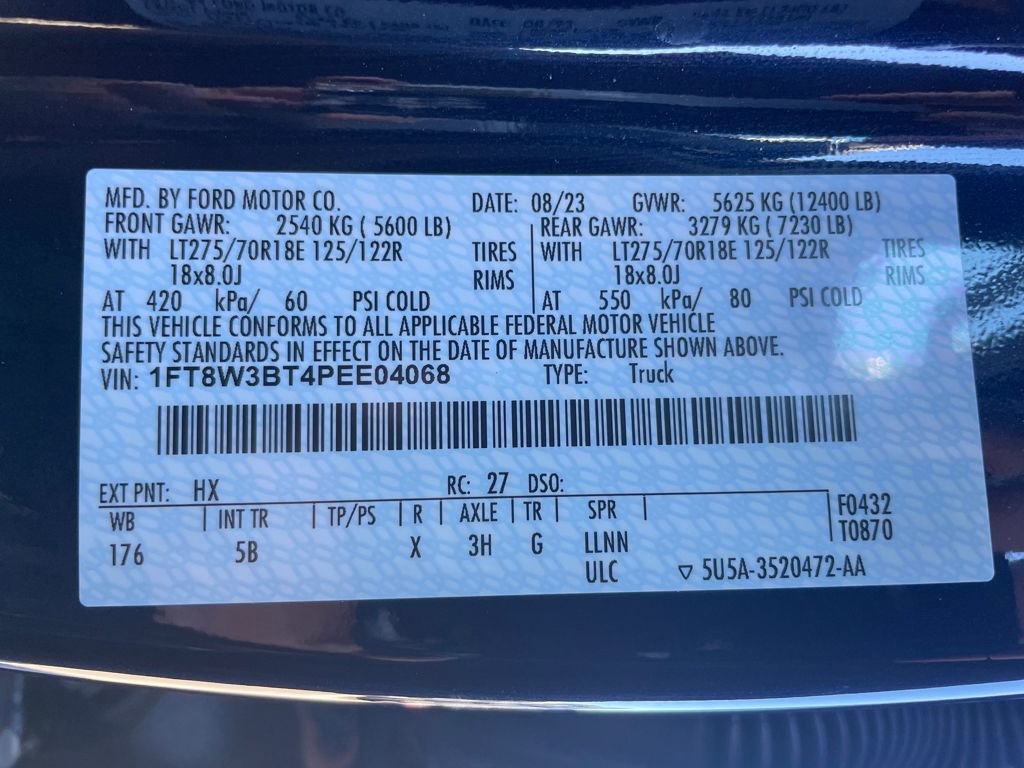 MFD. BY FORD MOTOR CO. DATE: 08/23 GVWR: 5625 KG (12400 LB)
FRONT GAWR: 2540 KG ( 5600 LB) REAR GAWR: 3279 KG ( 7230 LB)
WITH LT275/70R18E 125/122R TIRES WITH LT275/70R18E 125/122R TIRES
18x8.0J RIMS 18x8.0J RIMS
AT 420 kPa/ 60 PSI COLD AT 550 kPa/ 80 PSI COLD
THIS VEHICLE CONFORMS TO ALL APPLICABLE FEDERAL MOTOR VEHICLE
SAFETY STANDARDS IN EFFECT ON THE DATE OF MANUFACTURE SHOWN ABOVE.
VIN: 1FT8W3BT4PEE04068 TYPE: Truck
EXT PNT: HX RC: 27 DSO:
WB INT TR TP/PS R AXLE TR SPR F0432
176 5B X 3H G LLNN T0870
ULC ▽ 5U5A-3520472-AA